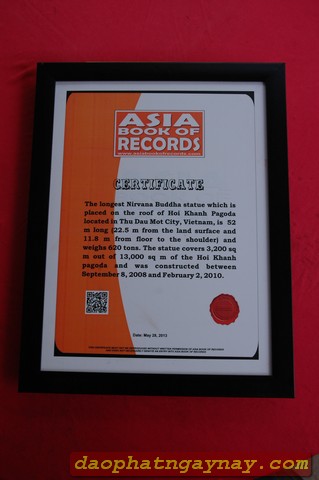 ASIA
BOOK OF
RECORDS
www.asiabookofrecords.com
CERTIFICATE
The longest Nirvana Buddha statue which is
placed on the roof of Hoi Khanh Pagoda
located in Thu Dau Mot City, Vietnam, is 52
m long (22.5 m from the land surface and
11.8 m from floor to the shoulder) and
weighs 620 tons. The statue covers 3,200 sq
m out of 13,000 sq m of the Hoi Khanh
pagoda and was constructed between
September 8, 2008 and February 2, 2010.
Date: May 28, 2013
daophatngaynay.com